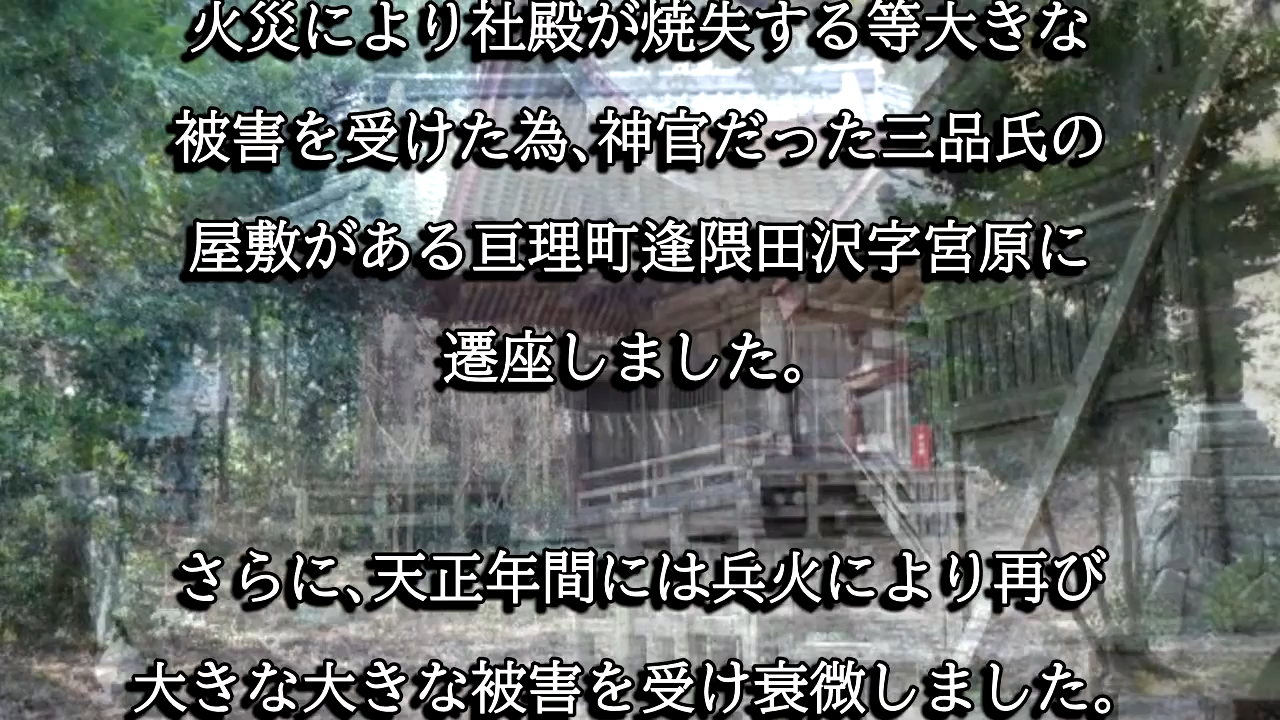 火災により社殿が焼失する等大きな
被害を受けた為、神官だった三品氏の
屋敷がある亘理町逢隈田沢字宮原に
遷座しました。
さらに、天正年間には兵火により再び
大きな大きな被害を受け衰微しました。